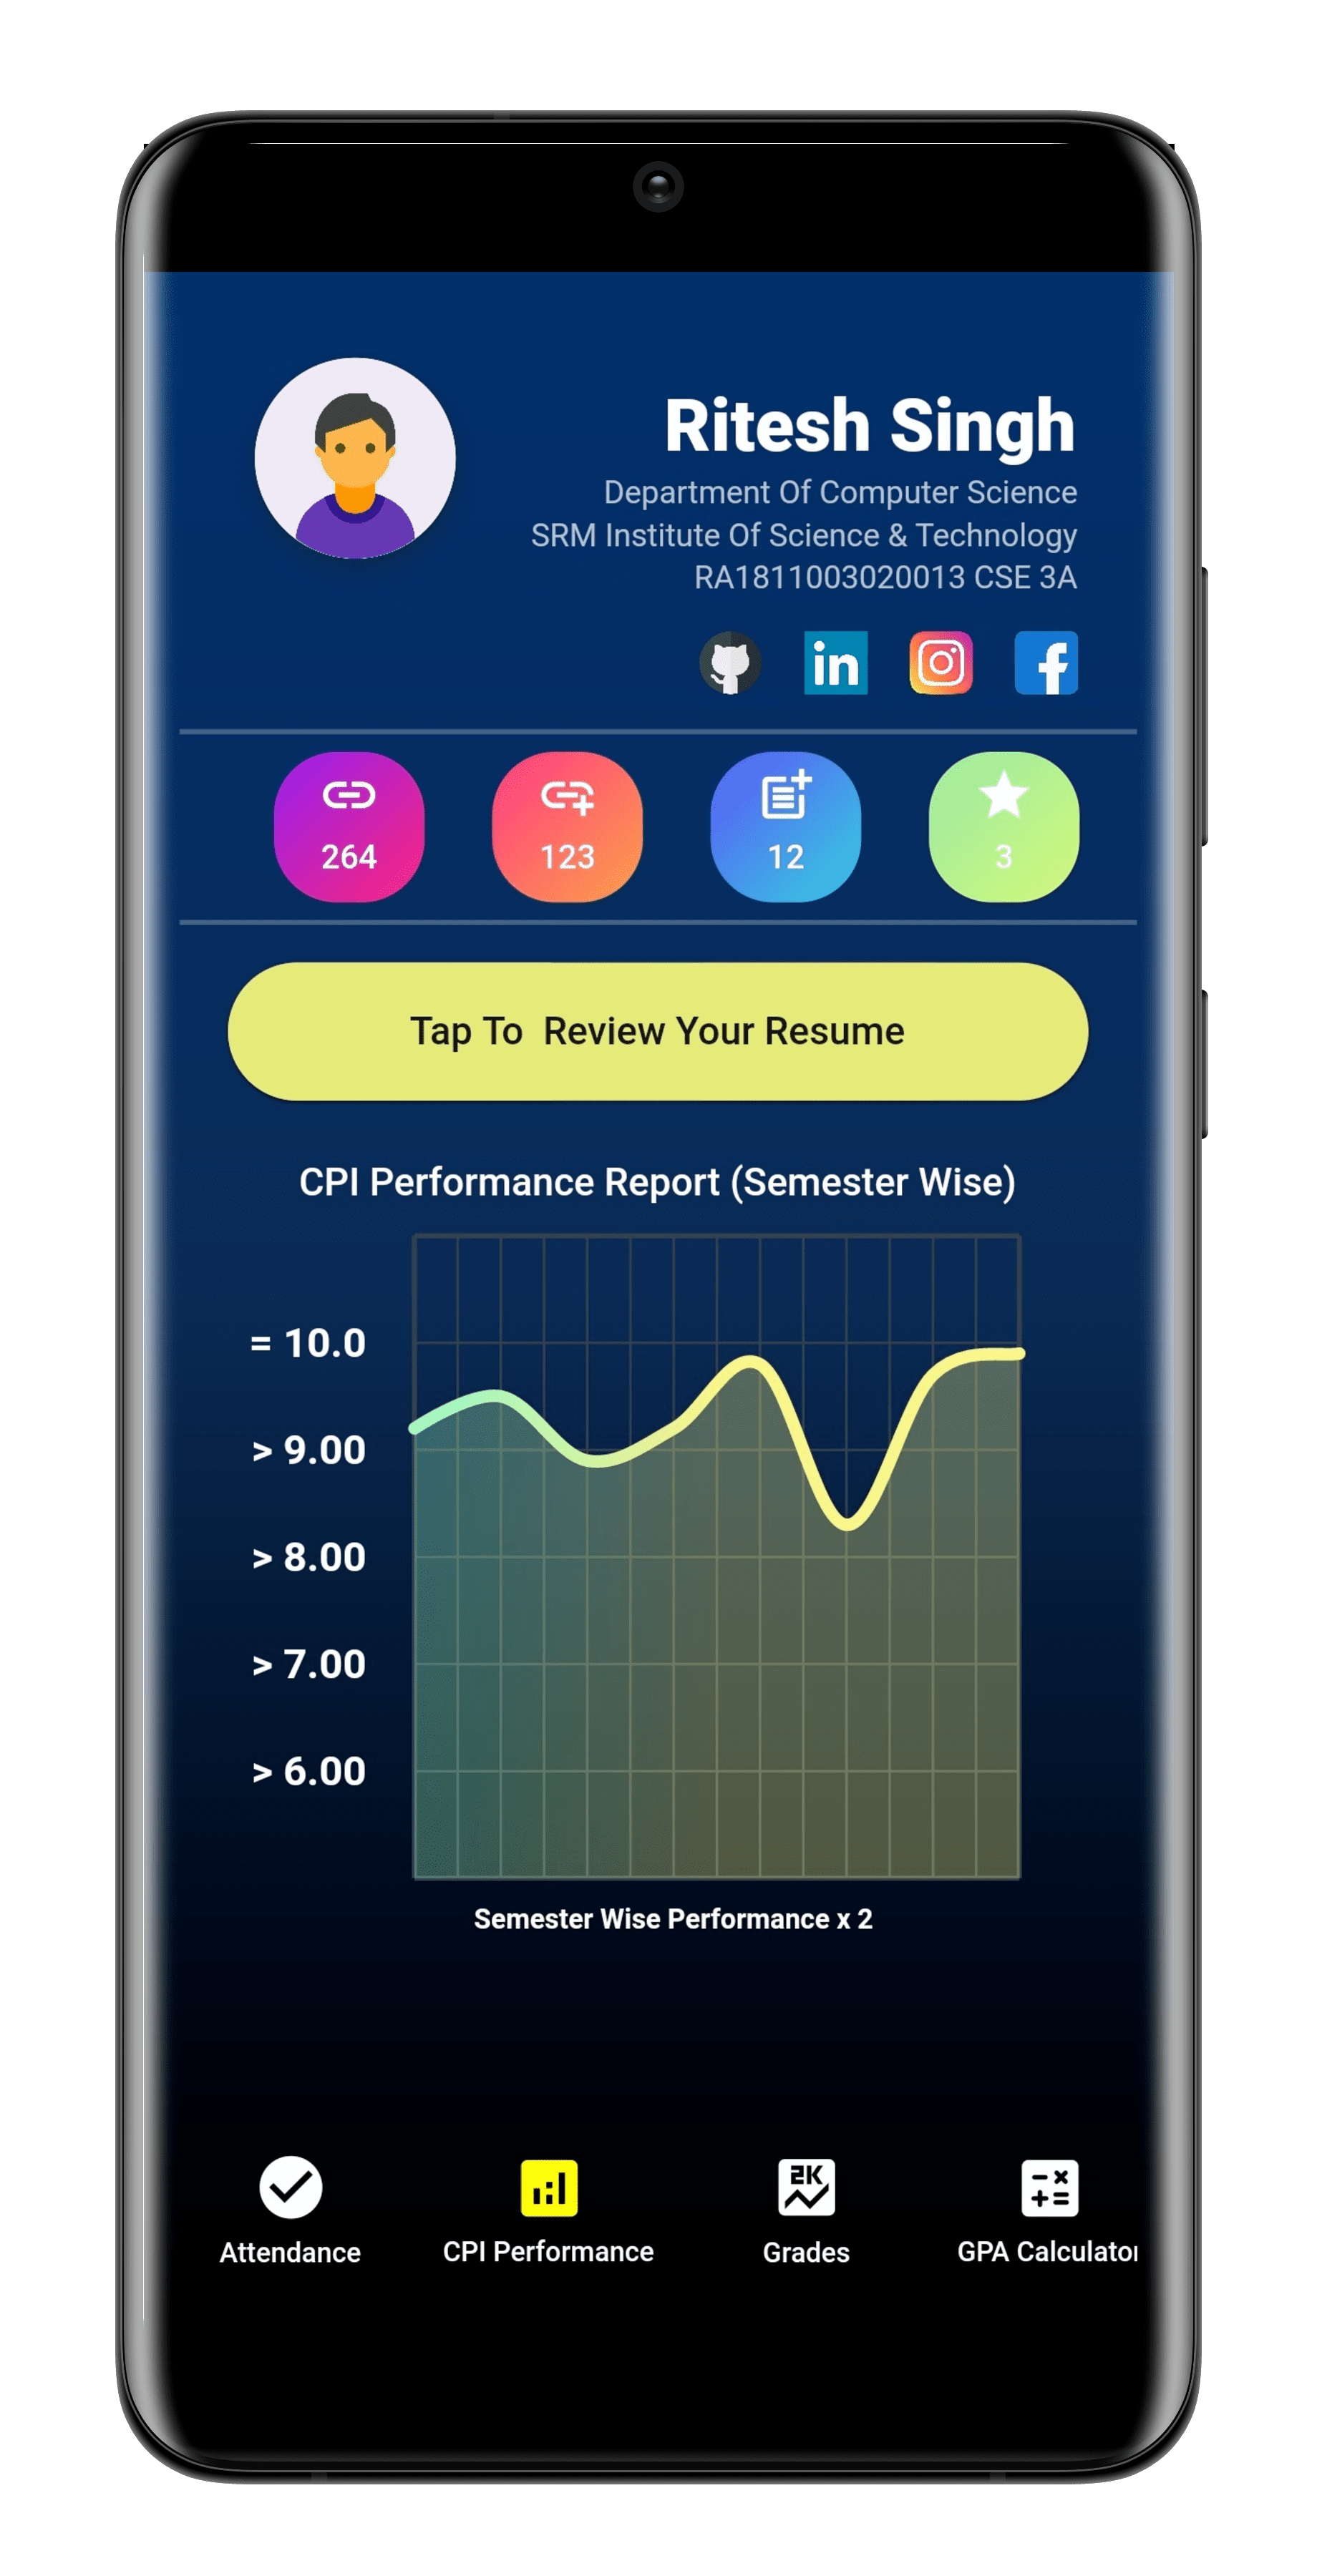 Ritesh Singh
Department Of Computer Science
SRM Institute Of Science & Technology
RA1811003020013 CSE 3A
in
f
264
123
12
3
Tap To  Review Your Resume
CPI Performance Report (Semester Wise)
= 10.0
> 9.00
> 8.00
> 7.00
> 6.00
Semester Wise Performance x 2
2K
Attendance
CPI Performance
Grades
GPA Calculator